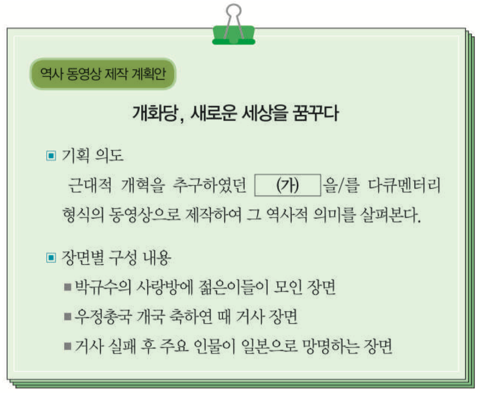 역사 동영상 제작 계획안
개화당, 새로운 세상을 꿈꾸다
▣ 기획 의도
근대적 개혁을 추구하였던 (가) 을/를 다큐멘터리
형식의 동영상으로 제작하여 그 역사적 의미를 살펴본다.
▣ 장면별 구성 내용
■ 박규수의 사랑방에 젊은이들이 모인 장면
■ 우정총국 개국 축하연 때 거사 장면
■ 거사 실패 후 주요 인물이 일본으로 망명하는 장면